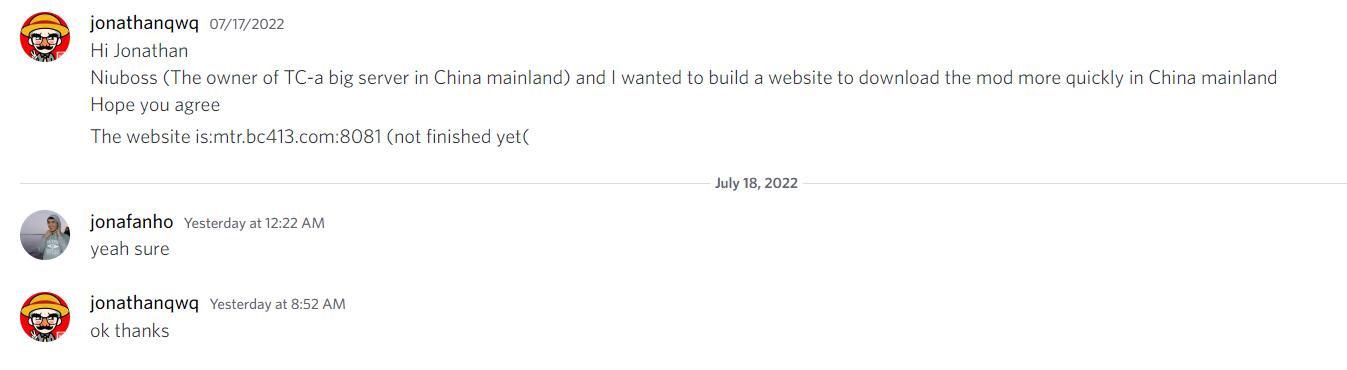 jonathanqwq 07/17/2022
Hi Jonathan
Niuboss (The owner of TC-a big server in China mainland) and I wanted to build a website to download the mod more quickly in China mainland
Hope you agree
The website is:mtr.bc413.com:8081 (not finished yet(
July 18, 2022
jonafanho Yesterday at 12:22 AM
yeah sure
jonathanqwq Yesterday at 8:52 AM
ok thanks